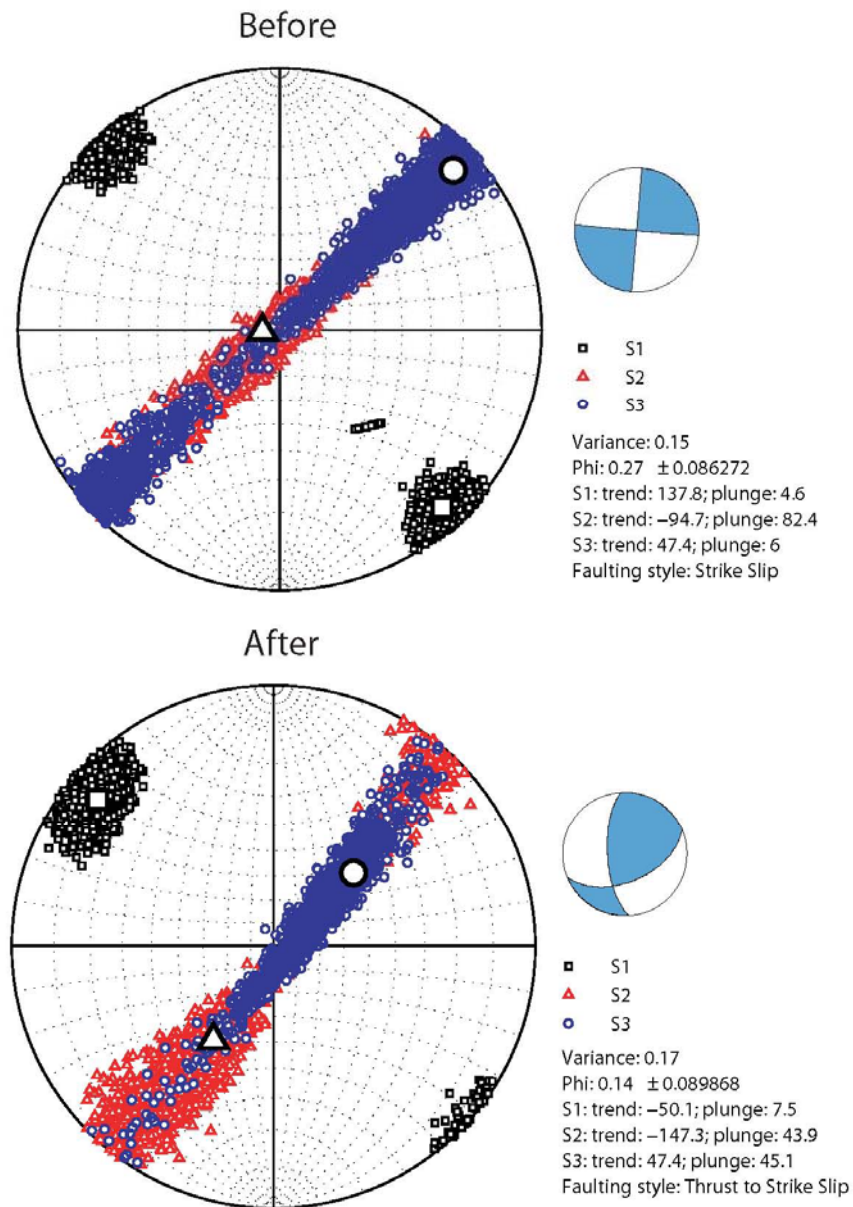 Before
S1
S2
S3
Variance: 0.15
Phi: 0.27 ±0.086272
S1: trend: 137.8; plunge: 4.6
S2: trend: −94.7; plunge: 82.4
S3: trend: 47.4; plunge: 6
Faulting style: Strike Slip
After
S1
S2
S3
Variance: 0.17
Phi: 0.14 ±0.089868
S1: trend: −50.1; plunge: 7.5
S2: trend: −147.3; plunge: 43.9
S3: trend: 47.4; plunge: 45.1
Faulting style: Thrust to Strike Slip